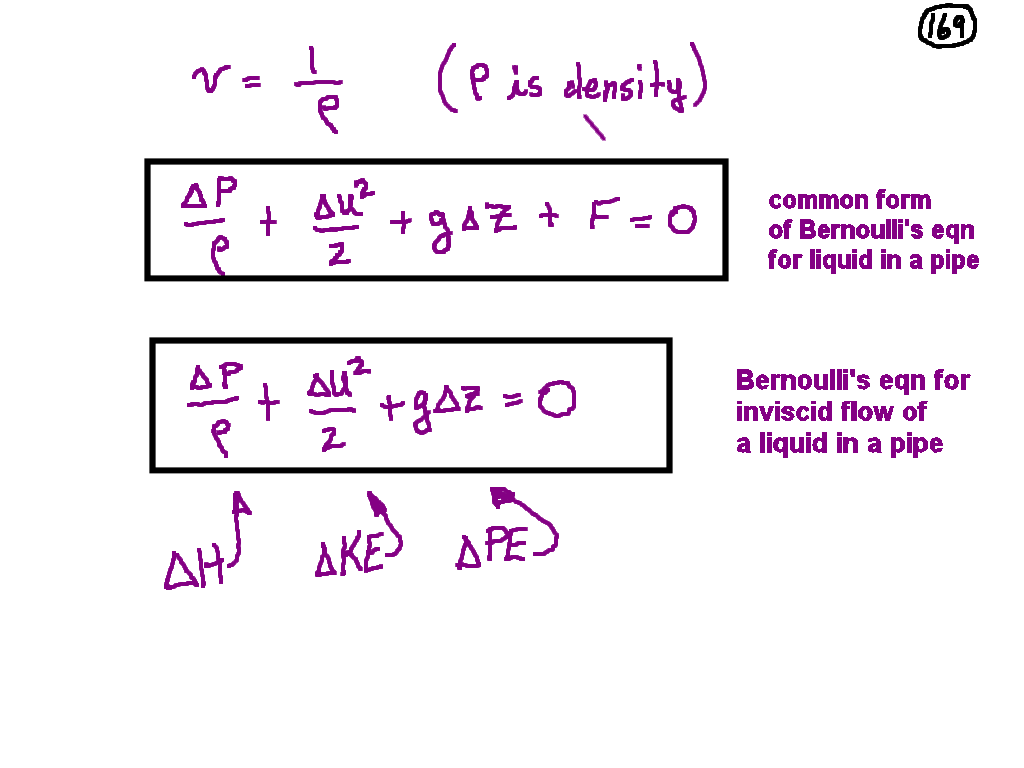 169
v = 1/ρ (ρ is density)
ΔP/ρ + Δu²/2 + gΔz + F = 0
common form
of Bernoulli's eqn
for liquid in a pipe
ΔP/ρ + Δu²/2 + gΔz = 0
Bernoulli's eqn for
inviscid flow of
a liquid in a pipe
ΔH ΔKE ΔPE